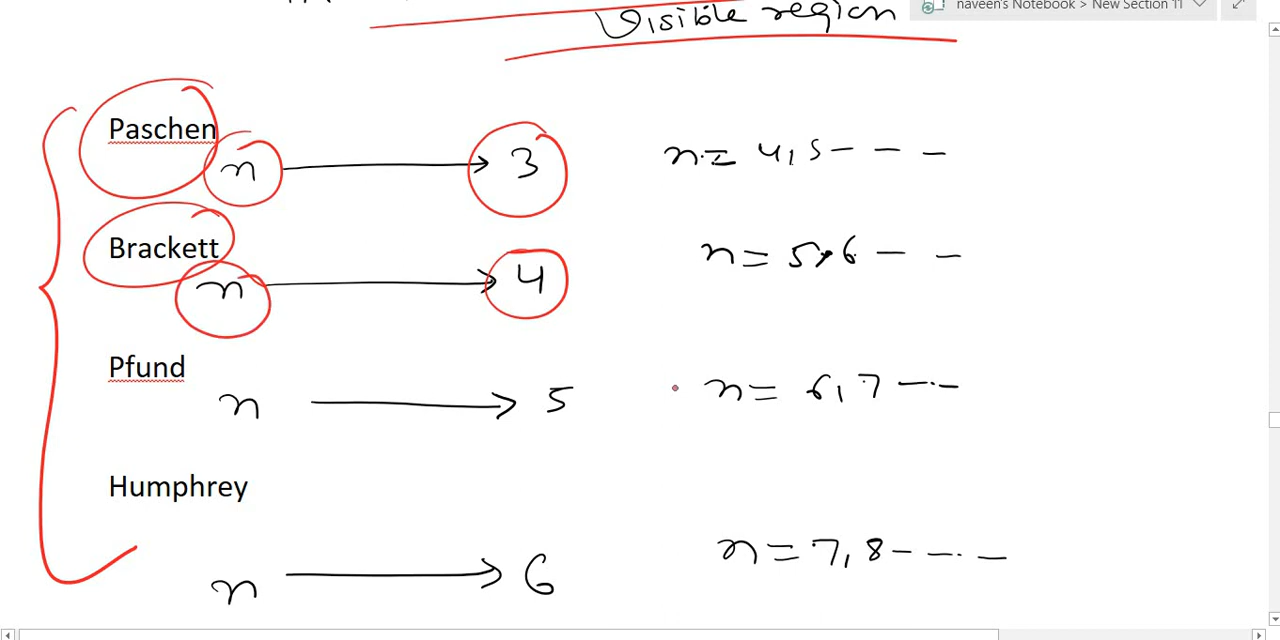 Visible region
naveen's Notebook > New Section 11
Paschen
n → 3 n = 4, 5 - - -
Brackett
n → 4 n = 5, 6 - -
Pfund
n → 5 n = 6, 7 - - -
Humphrey
n → 6 n = 7, 8 - - - -